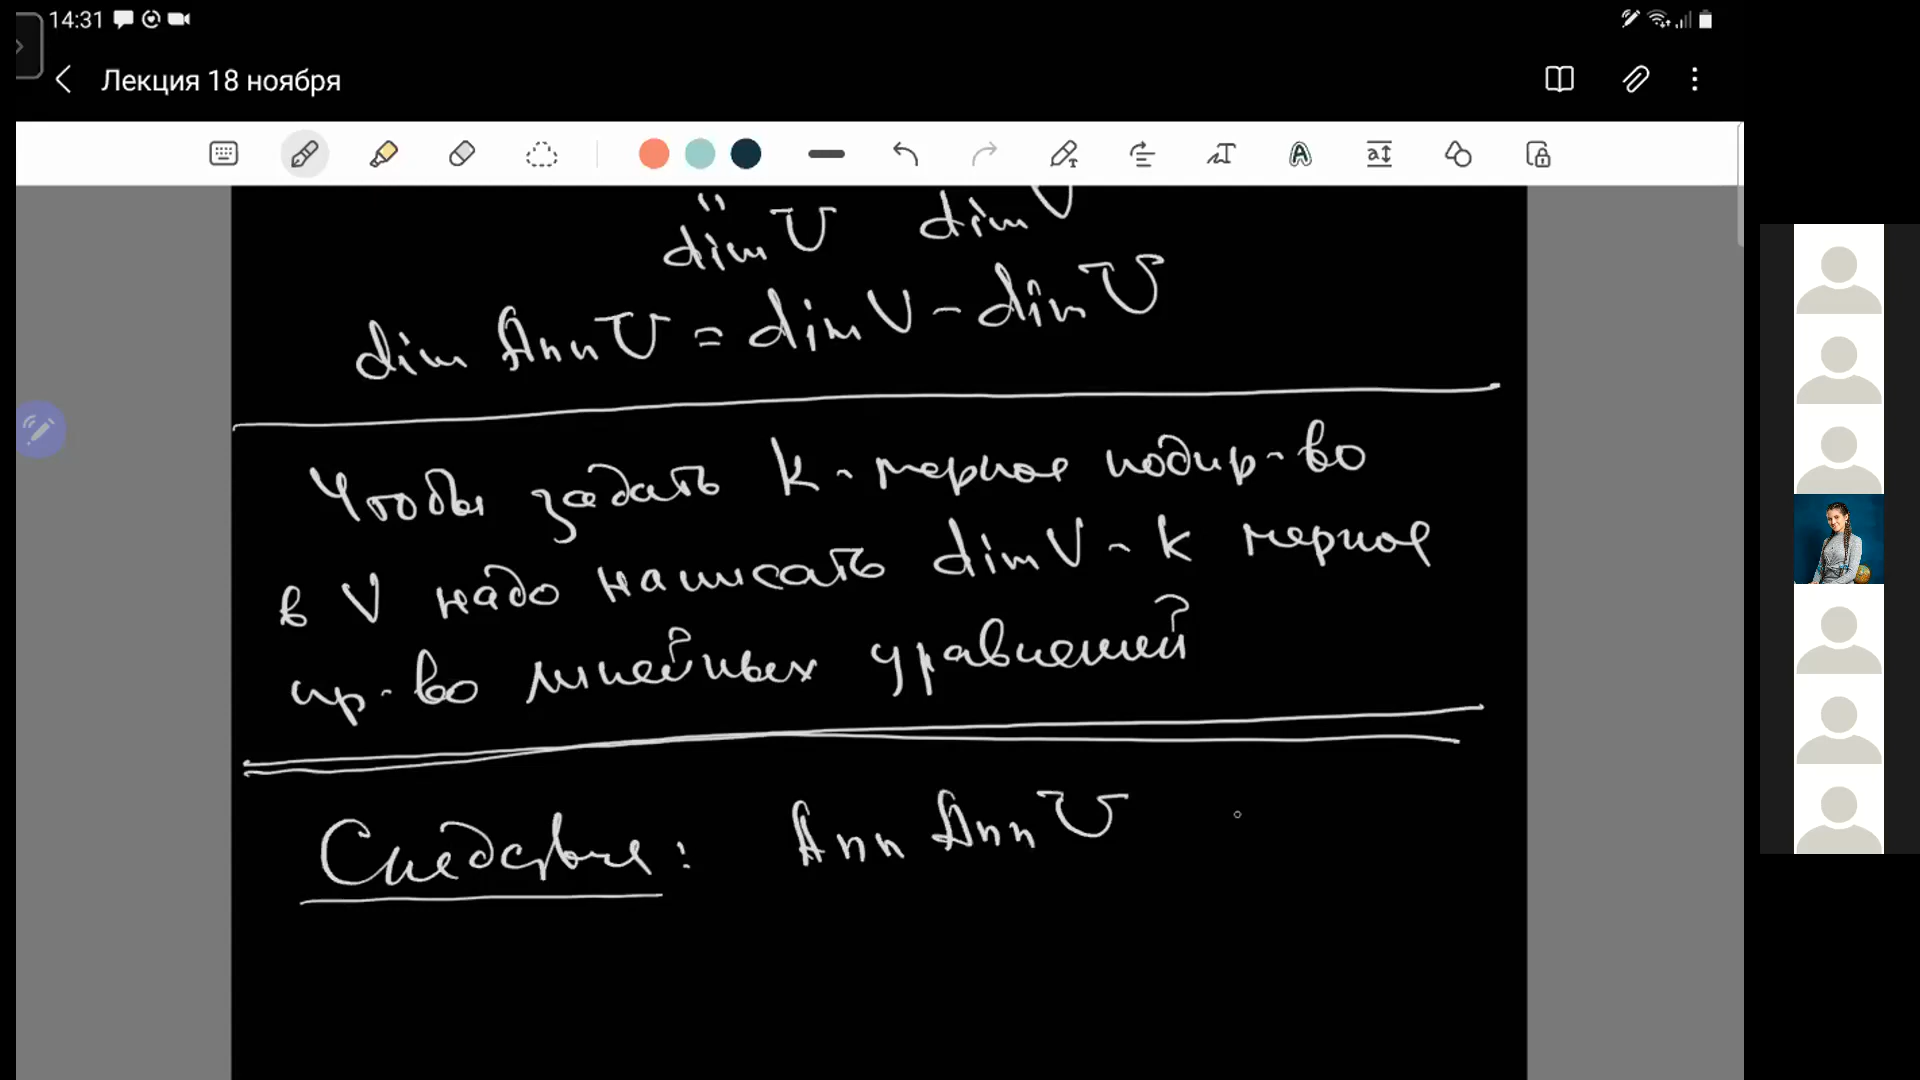 14:31
Лекция 18 ноября
dim U dim V
dim Ann U = dim V - dim U
Чтобы задать k-мерное подпр-во
в V надо написать dim V - k мерное
пр-во линейных уравнений
Следствие: Ann Ann U